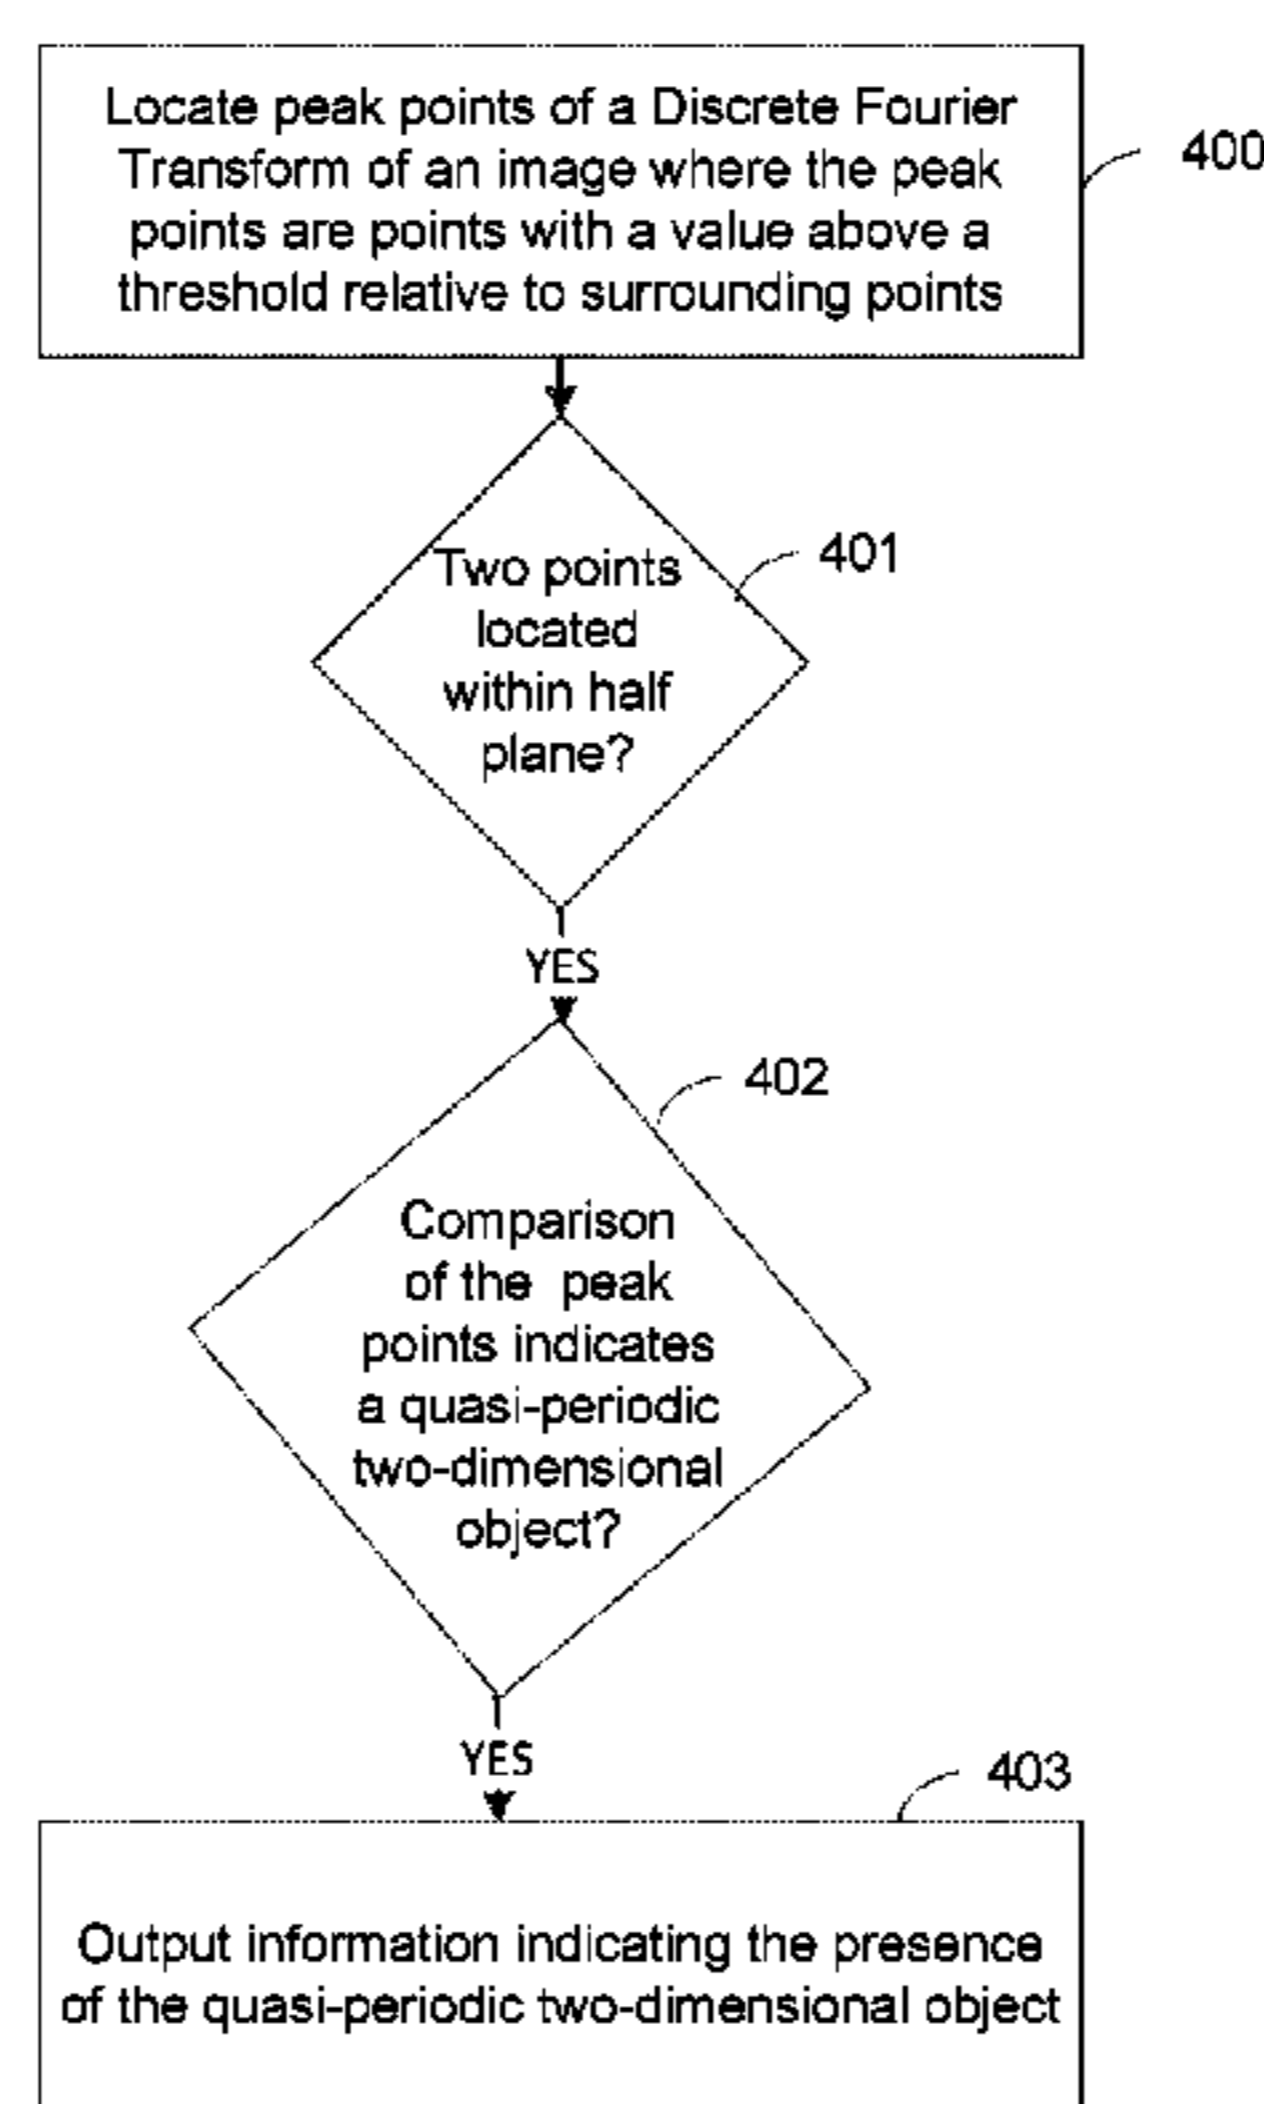 Locate peak points of a Discrete Fourier
Transform of an image where the peak
points are points with a value above a
threshold relative to surrounding points
400
Two points
located
within half
plane?
401
YES
402
Comparison
of the peak
points indicates
a quasi-periodic
two-dimensional
object?
YES
403
Output information indicating the presence
of the quasi-periodic two-dimensional object